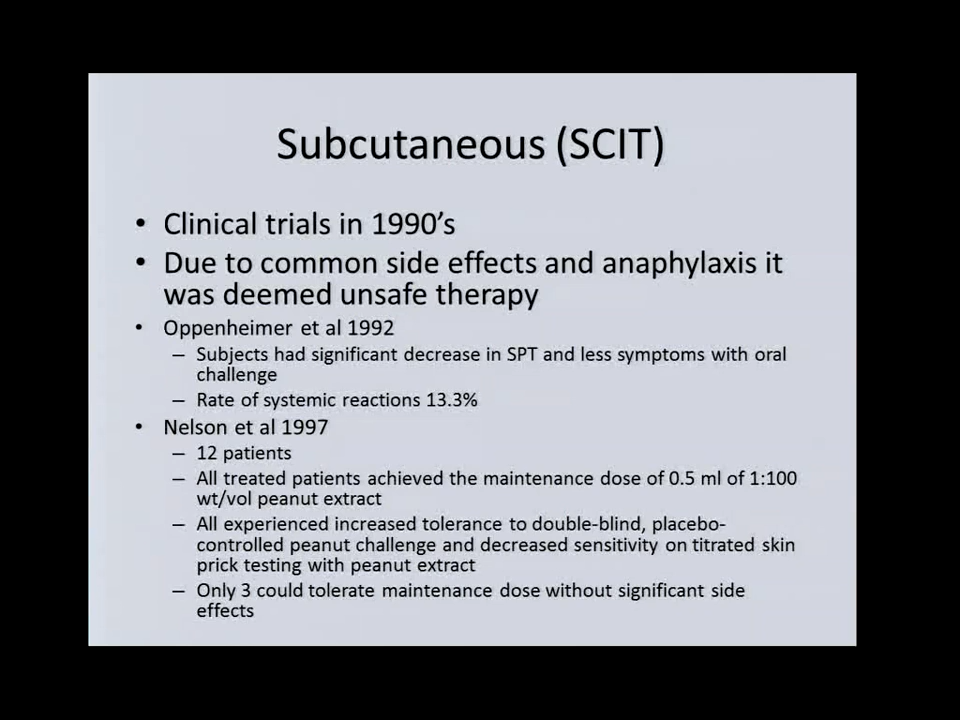 Subcutaneous (SCIT)
• Clinical trials in 1990's
• Due to common side effects and anaphylaxis it
was deemed unsafe therapy
• Oppenheimer et al 1992
– Subjects had significant decrease in SPT and less symptoms with oral
challenge
– Rate of systemic reactions 13.3%
• Nelson et al 1997
– 12 patients
– All treated patients achieved the maintenance dose of 0.5 ml of 1:100
wt/vol peanut extract
– All experienced increased tolerance to double-blind, placebo-
controlled peanut challenge and decreased sensitivity on titrated skin
prick testing with peanut extract
– Only 3 could tolerate maintenance dose without significant side
effects